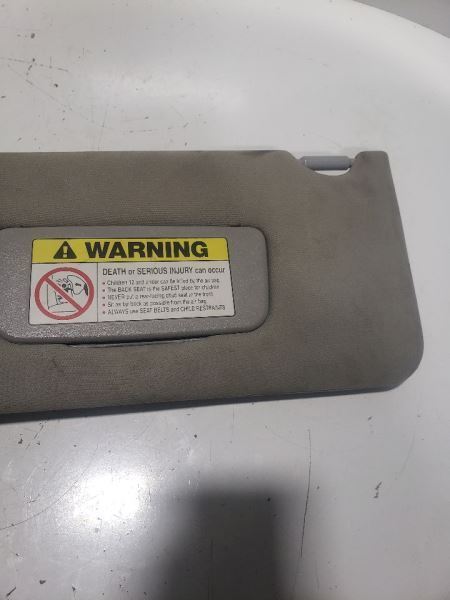 WARNING
DEATH or SERIOUS INJURY can occur
• Children 12 and under can be killed by the air bag
• The BACK SEAT is the SAFEST place for children
• NEVER put a rear-facing child seat in the front
• Sit as far back as possible from the air bag
• ALWAYS use SEAT BELTS and CHILD RESTRAINTS